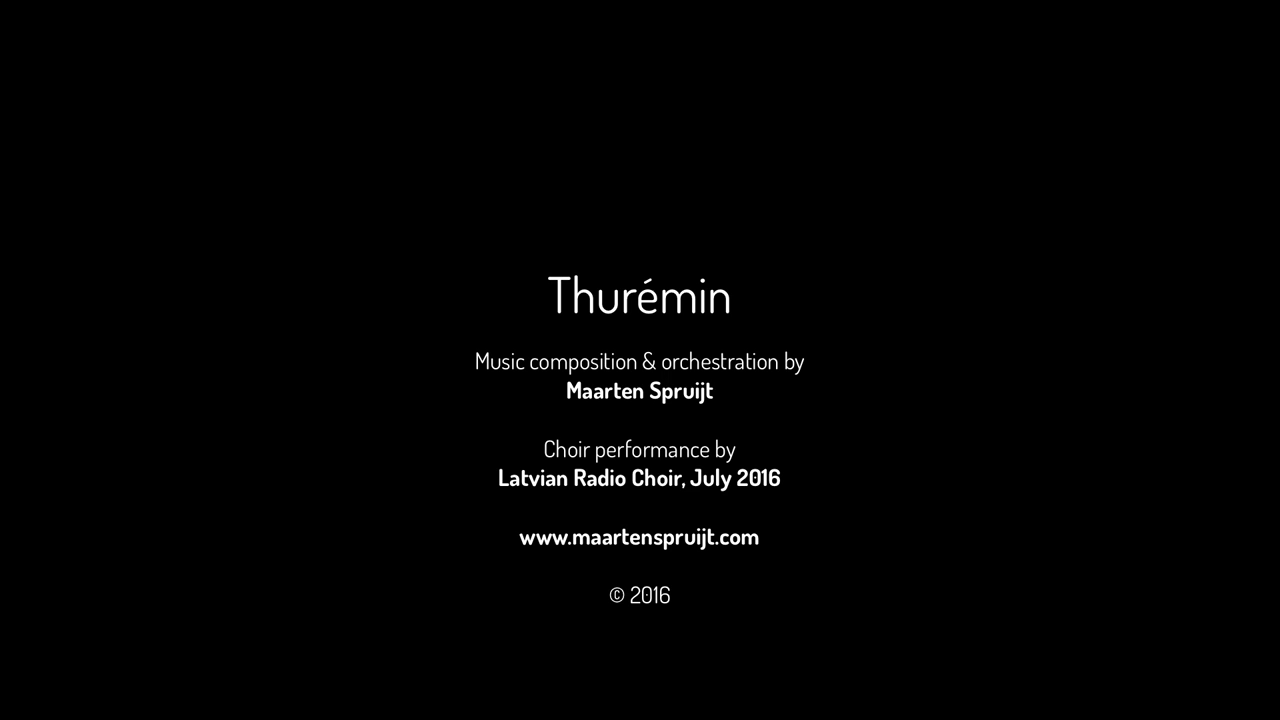 Thurémin
Music composition & orchestration by
Maarten Spruijt
Choir performance by
Latvian Radio Choir, July 2016
www.maartenspruijt.com
© 2016